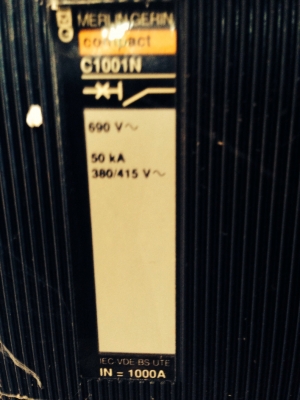 MERLIN GERIN
compact
C1001N
690 V~
50 kA
380/415 V~
IEC·VDE·BS·UTE
IN = 1000A